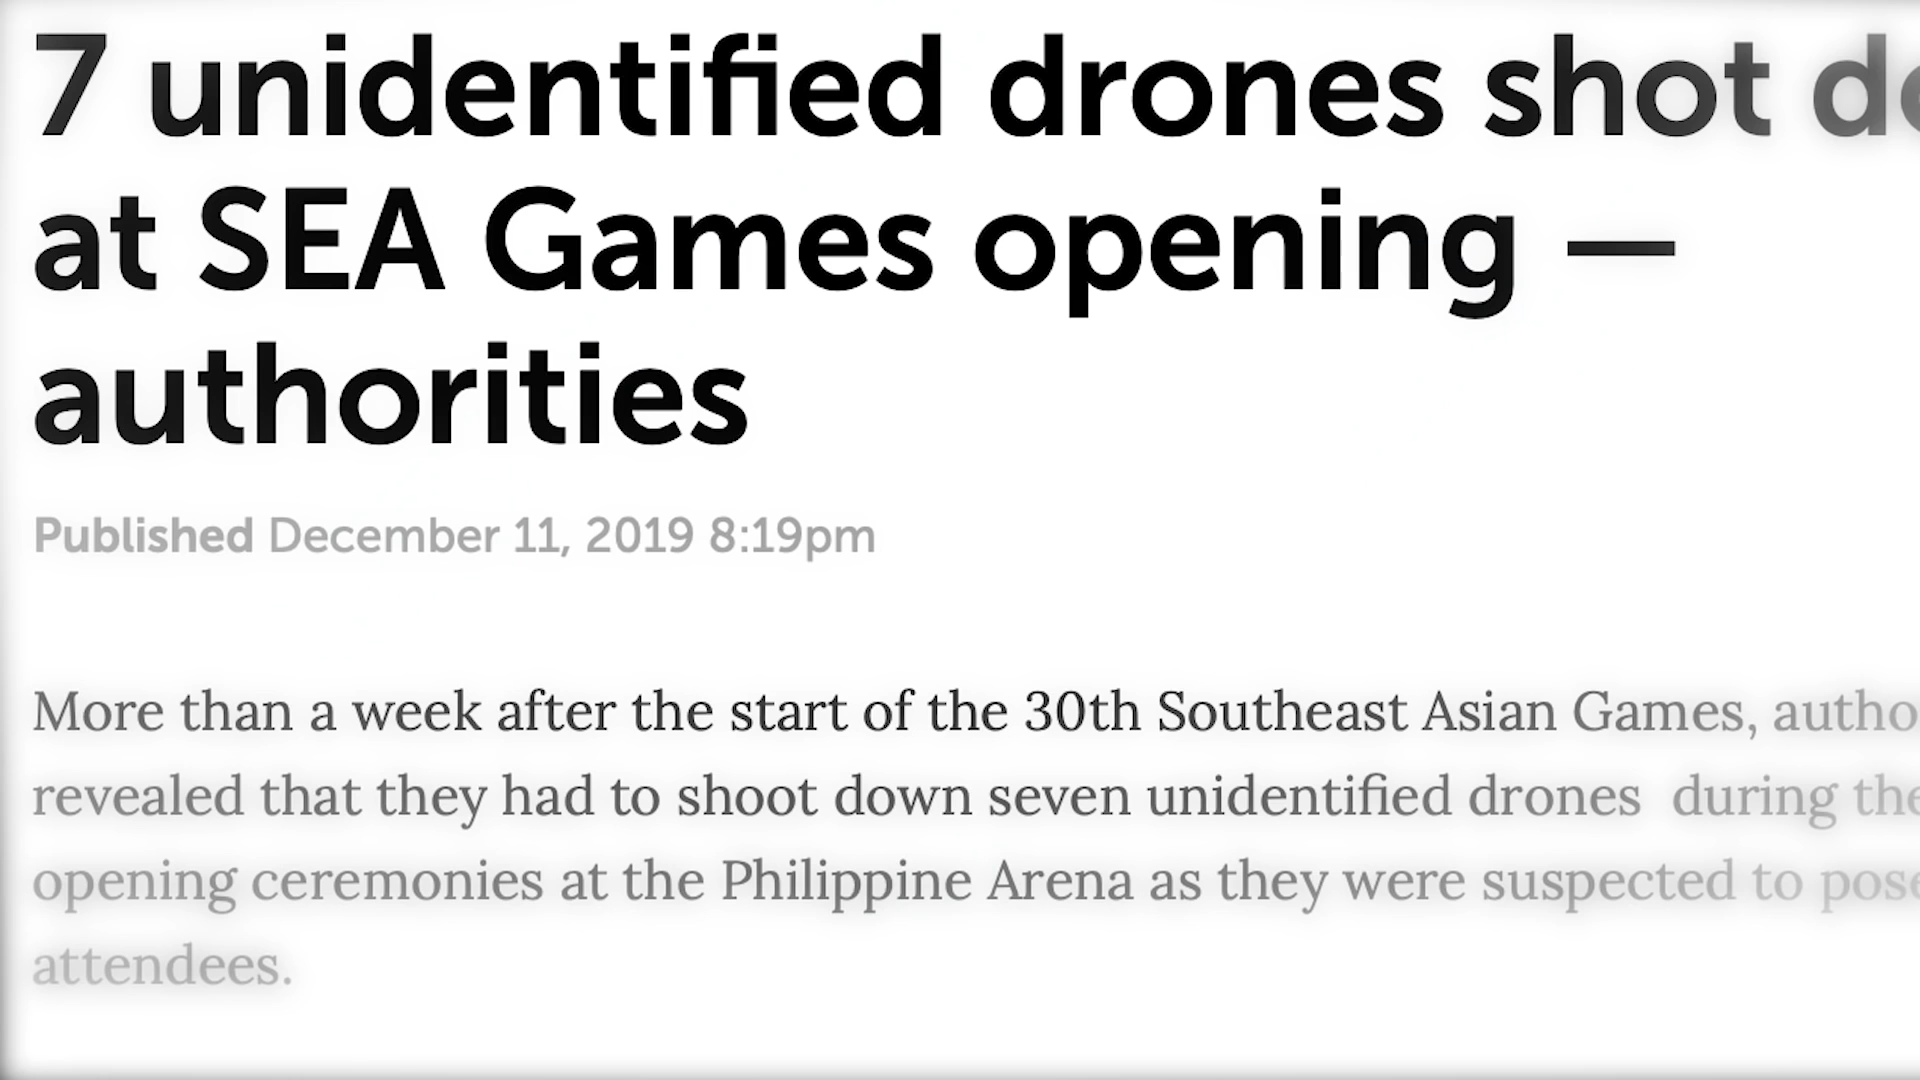 7 unidentified drones shot
at SEA Games opening —
authorities
Published December 11, 2019 8:19pm
More than a week after the start of the 30th Southeast Asian Games,
revealed that they had to shoot down seven unidentified drones during the
opening ceremonies at the Philippine Arena as they were suspected to pose
attendees.